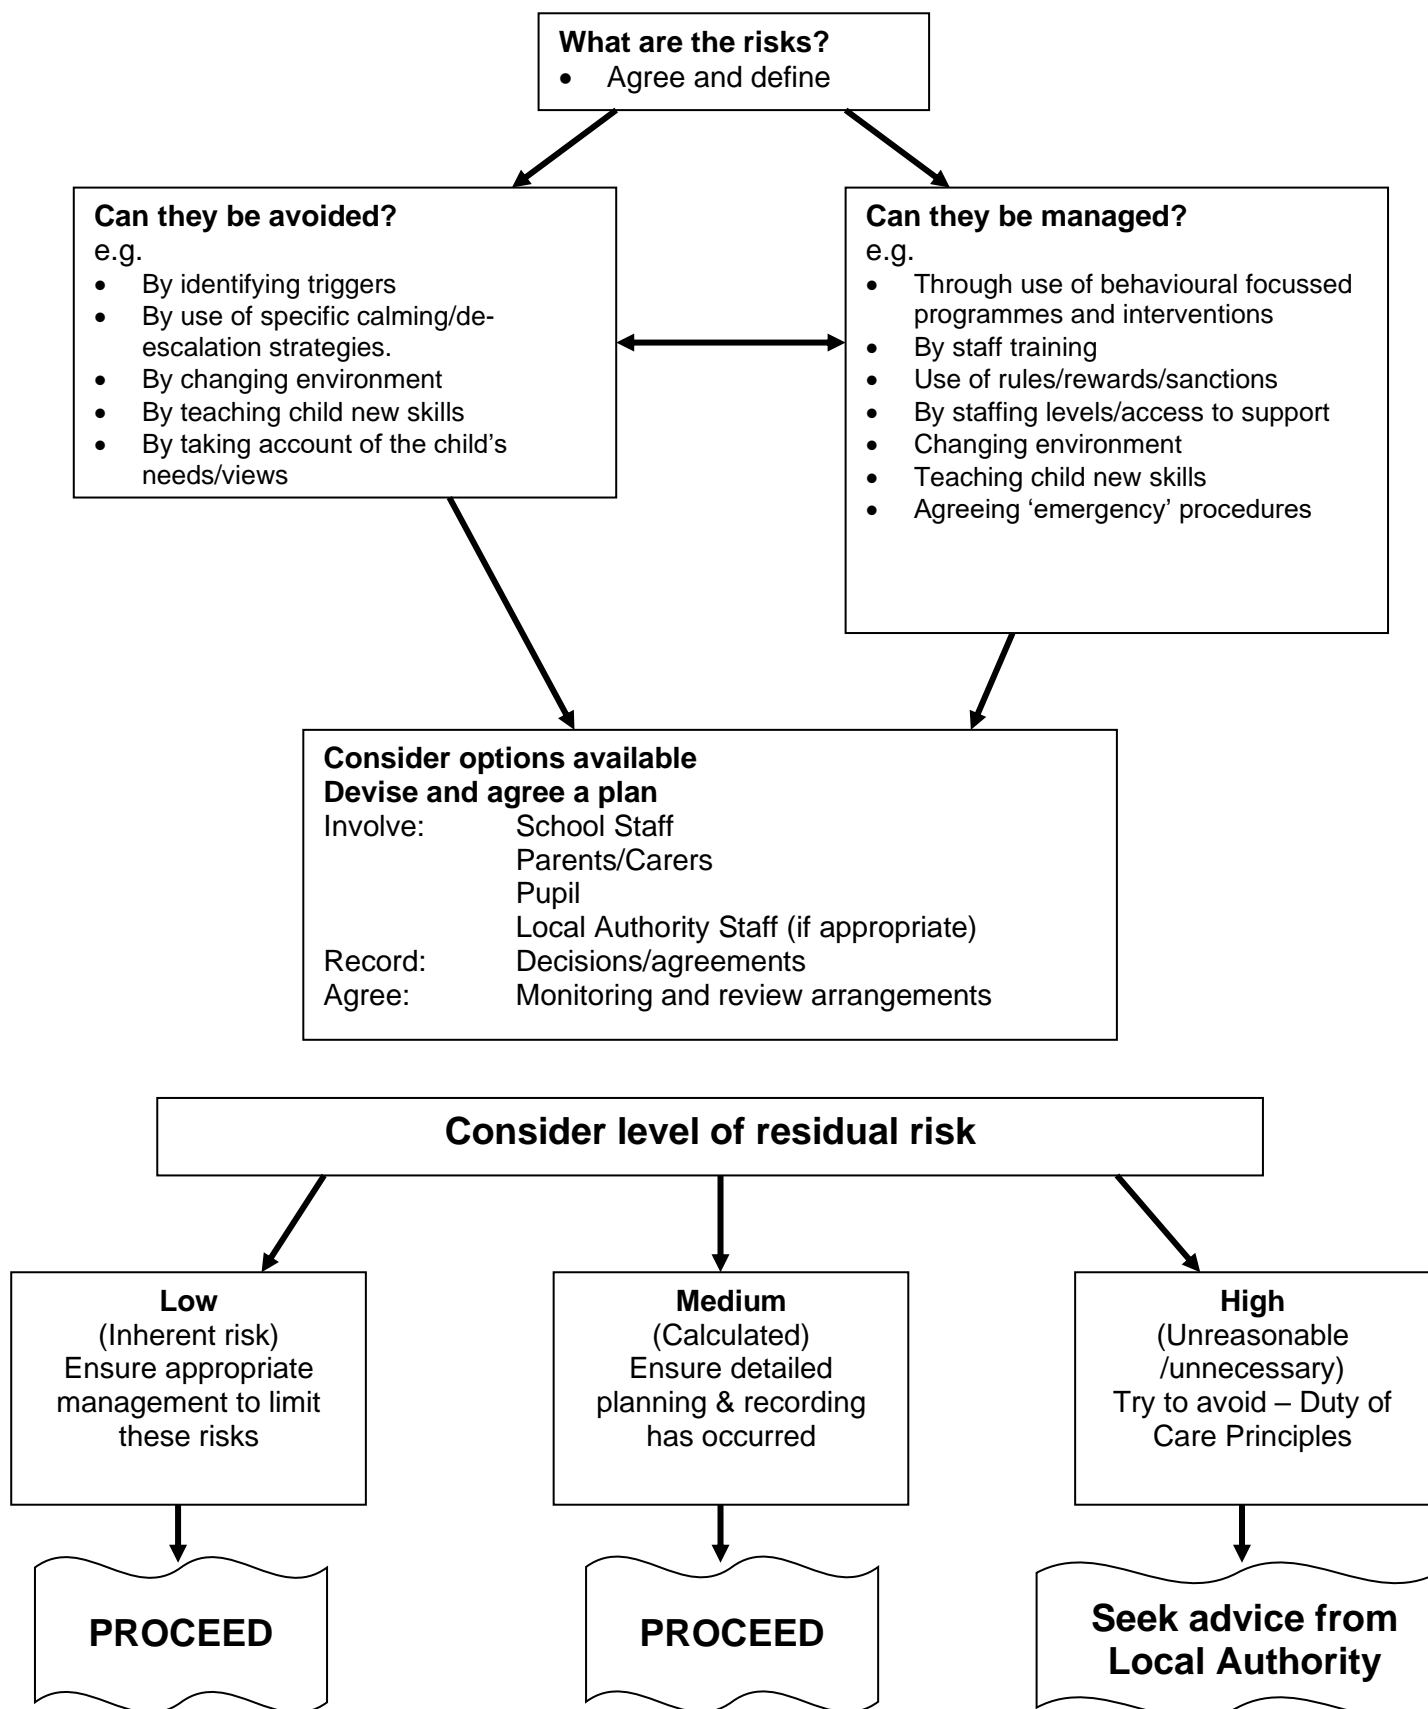 What are the risks?
• Agree and define
Can they be avoided?
e.g.
• By identifying triggers
• By use of specific calming/de-
escalation strategies.
• By changing environment
• By teaching child new skills
• By taking account of the child’s
needs/views
Can they be managed?
e.g.
• Through use of behavioural focussed
programmes and interventions
• By staff training
• Use of rules/rewards/sanctions
• By staffing levels/access to support
• Changing environment
• Teaching child new skills
• Agreeing ‘emergency’ procedures
Consider options available
Devise and agree a plan
Involve: School Staff
Parents/Carers
Pupil
Local Authority Staff (if appropriate)
Record: Decisions/agreements
Agree: Monitoring and review arrangements
Consider level of residual risk
Low
(Inherent risk)
Ensure appropriate
management to limit
these risks
Medium
(Calculated)
Ensure detailed
planning & recording
has occurred
High
(Unreasonable
/unnecessary)
Try to avoid – Duty of
Care Principles
PROCEED
PROCEED
Seek advice from
Local Authority